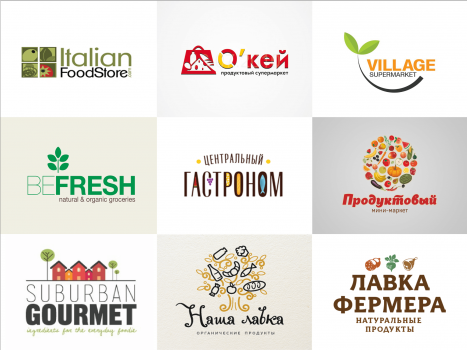 Italian
FoodStore.com
О'кей
продуктовый супермаркет
VILLAGE
SUPERMARKET
BEFRESH
natural & organic groceries
ЦЕНТРАЛЬНЫЙ
ГАСТРОНОМ
Продуктовый
мини-маркет
SUBURBAN
GOURMET
ingredients for the everyday foodie
Наша лавка
ОРГАНИЧЕСКИЕ ПРОДУКТЫ
ЛАВКА
ФЕРМЕРА
НАТУРАЛЬНЫЕ
ПРОДУКТЫ